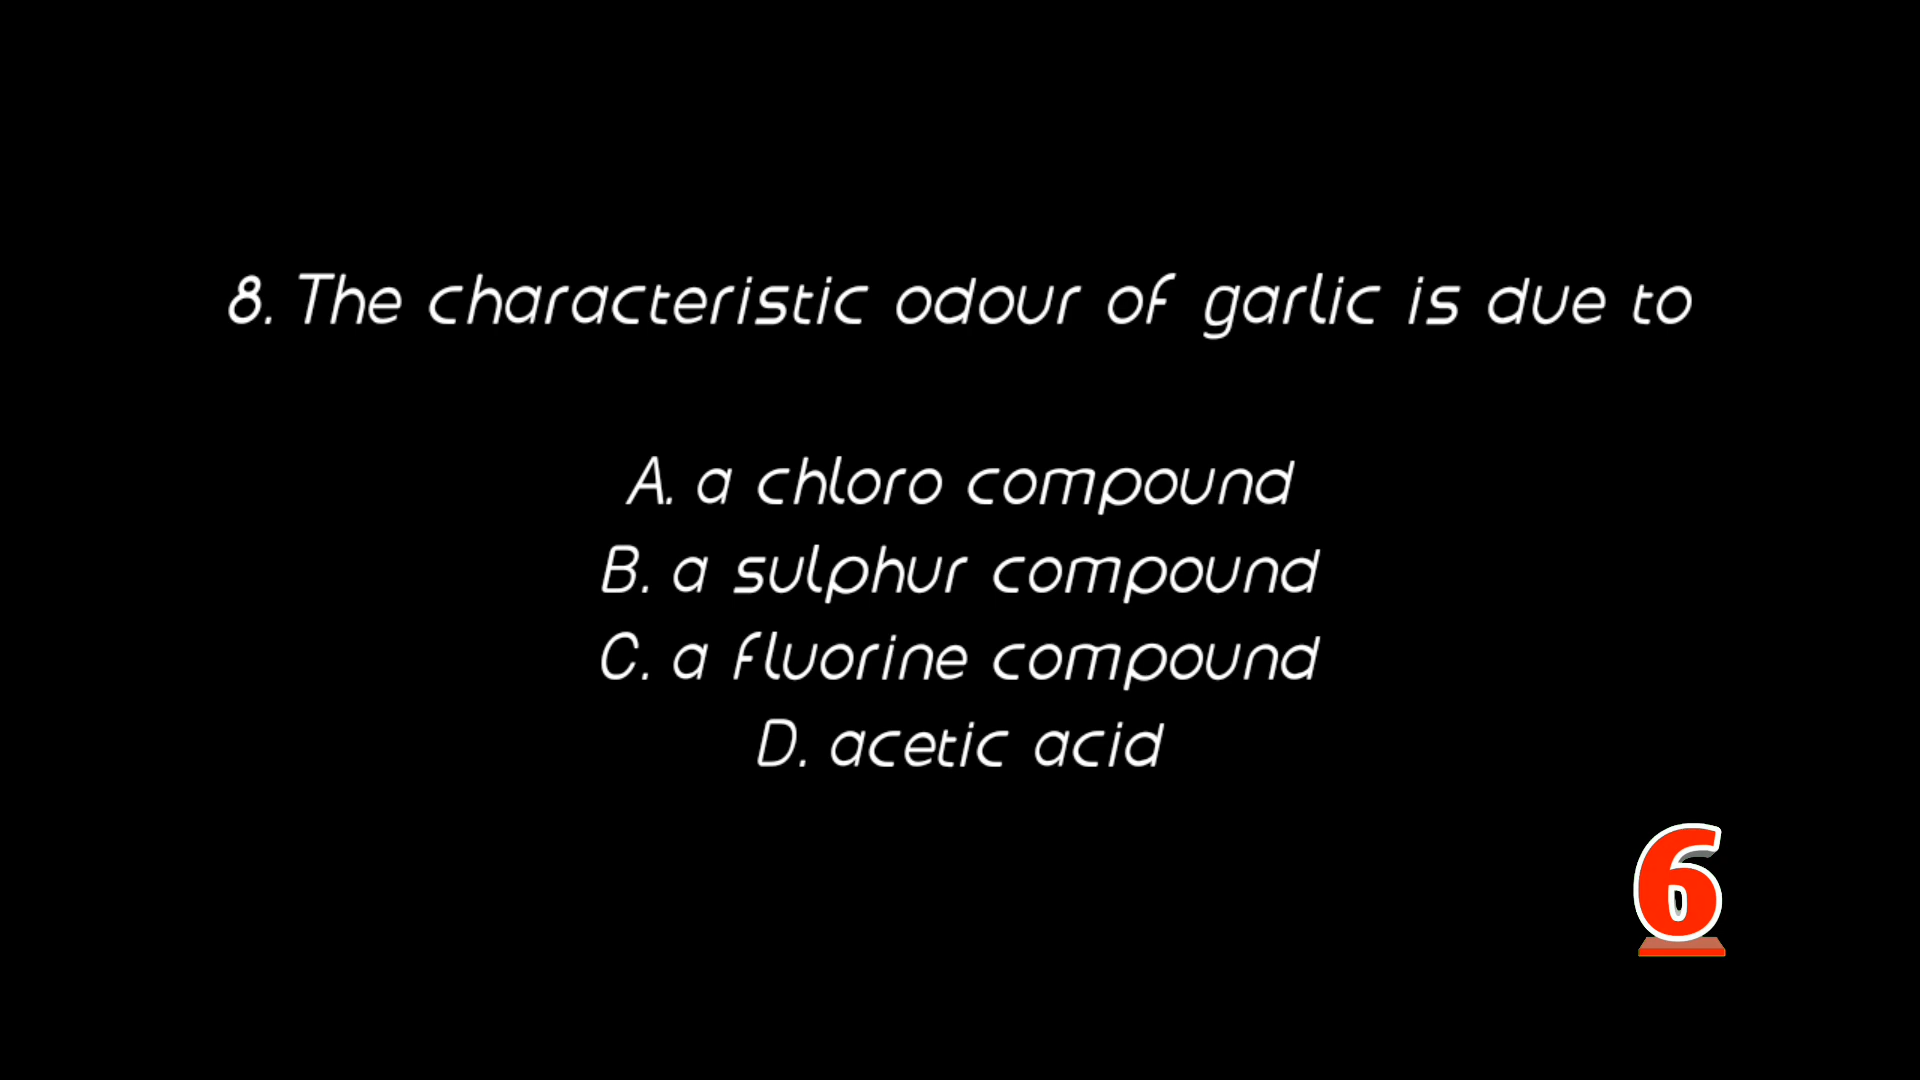 8. The characteristic odour of garlic is due to
A. a chloro compound
B. a sulphur compound
C. a fluorine compound
D. acetic acid
6